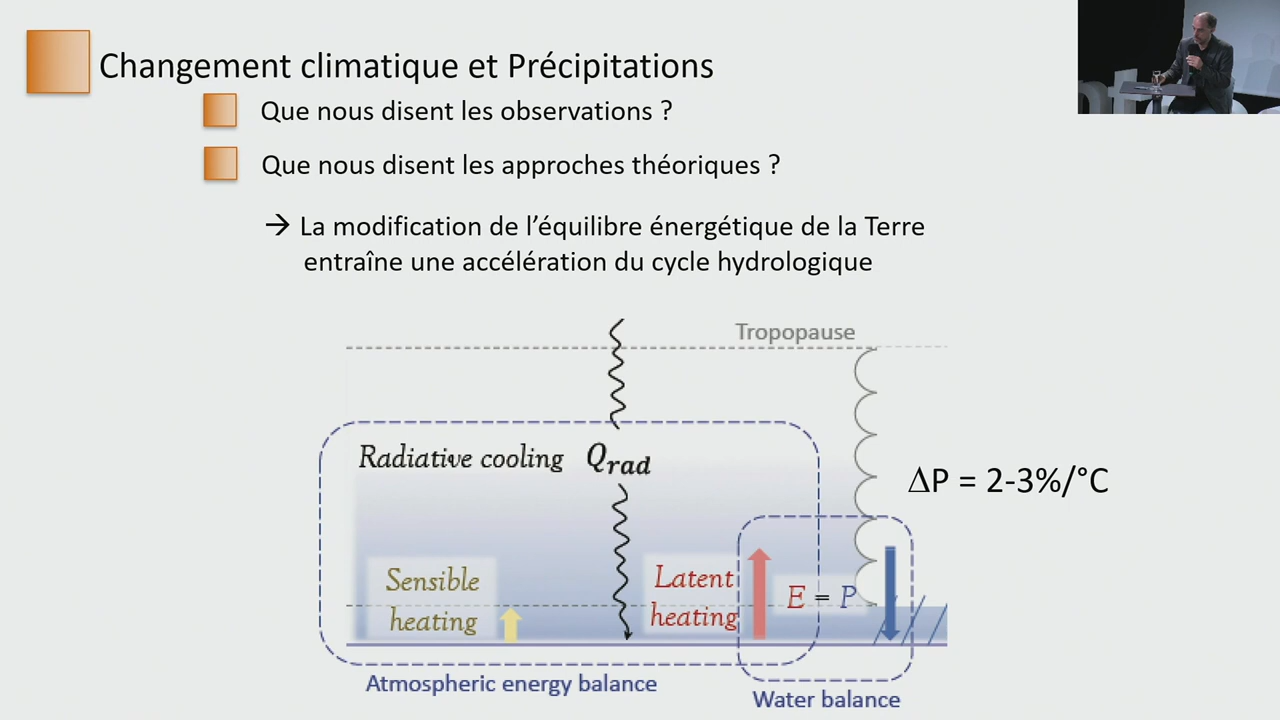 Changement climatique et Précipitations
Que nous disent les observations ?
Que nous disent les approches théoriques ?
→ La modification de l'équilibre énergétique de la Terre
entraîne une accélération du cycle hydrologique
Tropopause
Radiative cooling Qrad
ΔP = 2-3%/°C
Sensible
heating
Latent
heating
E = P
Atmospheric energy balance
Water balance